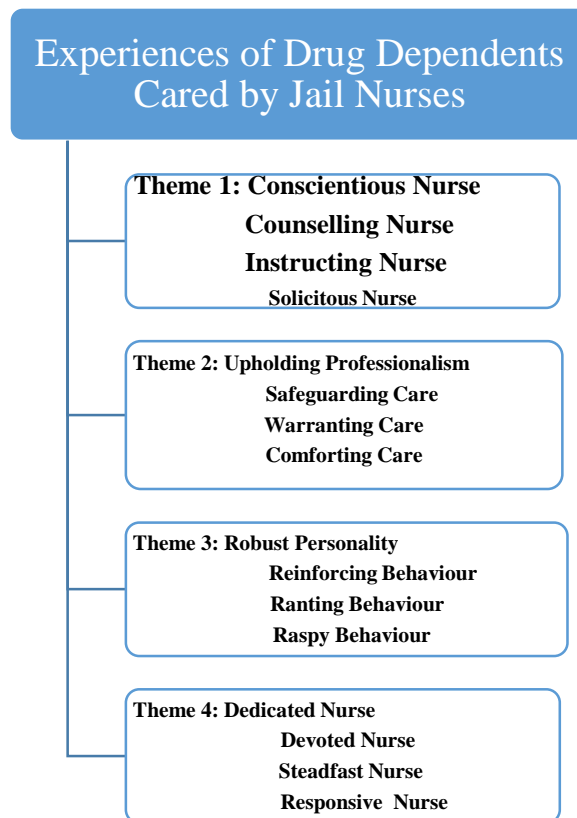 Experiences of Drug Dependents
Cared by Jail Nurses
Theme 1: Conscientious Nurse
Counselling Nurse
Instructing Nurse
Solicitous Nurse
Theme 2: Upholding Professionalism
Safeguarding Care
Warranting Care
Comforting Care
Theme 3: Robust Personality
Reinforcing Behaviour
Ranting Behaviour
Raspy Behaviour
Theme 4: Dedicated Nurse
Devoted Nurse
Steadfast Nurse
Responsive Nurse